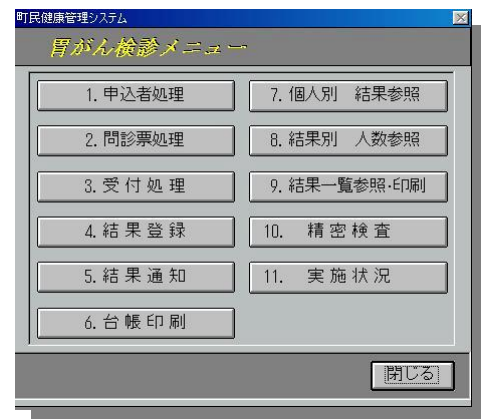 町民健康管理システム
胃がん検診メニュー
1. 申込者処理
2. 問診票処理
3. 受付処理
4. 結果登録
5. 結果通知
6. 台帳印刷
7. 個人別 結果参照
8. 結果別 人数参照
9. 結果一覧参照・印刷
10. 精密検査
11. 実施状況
閉じる